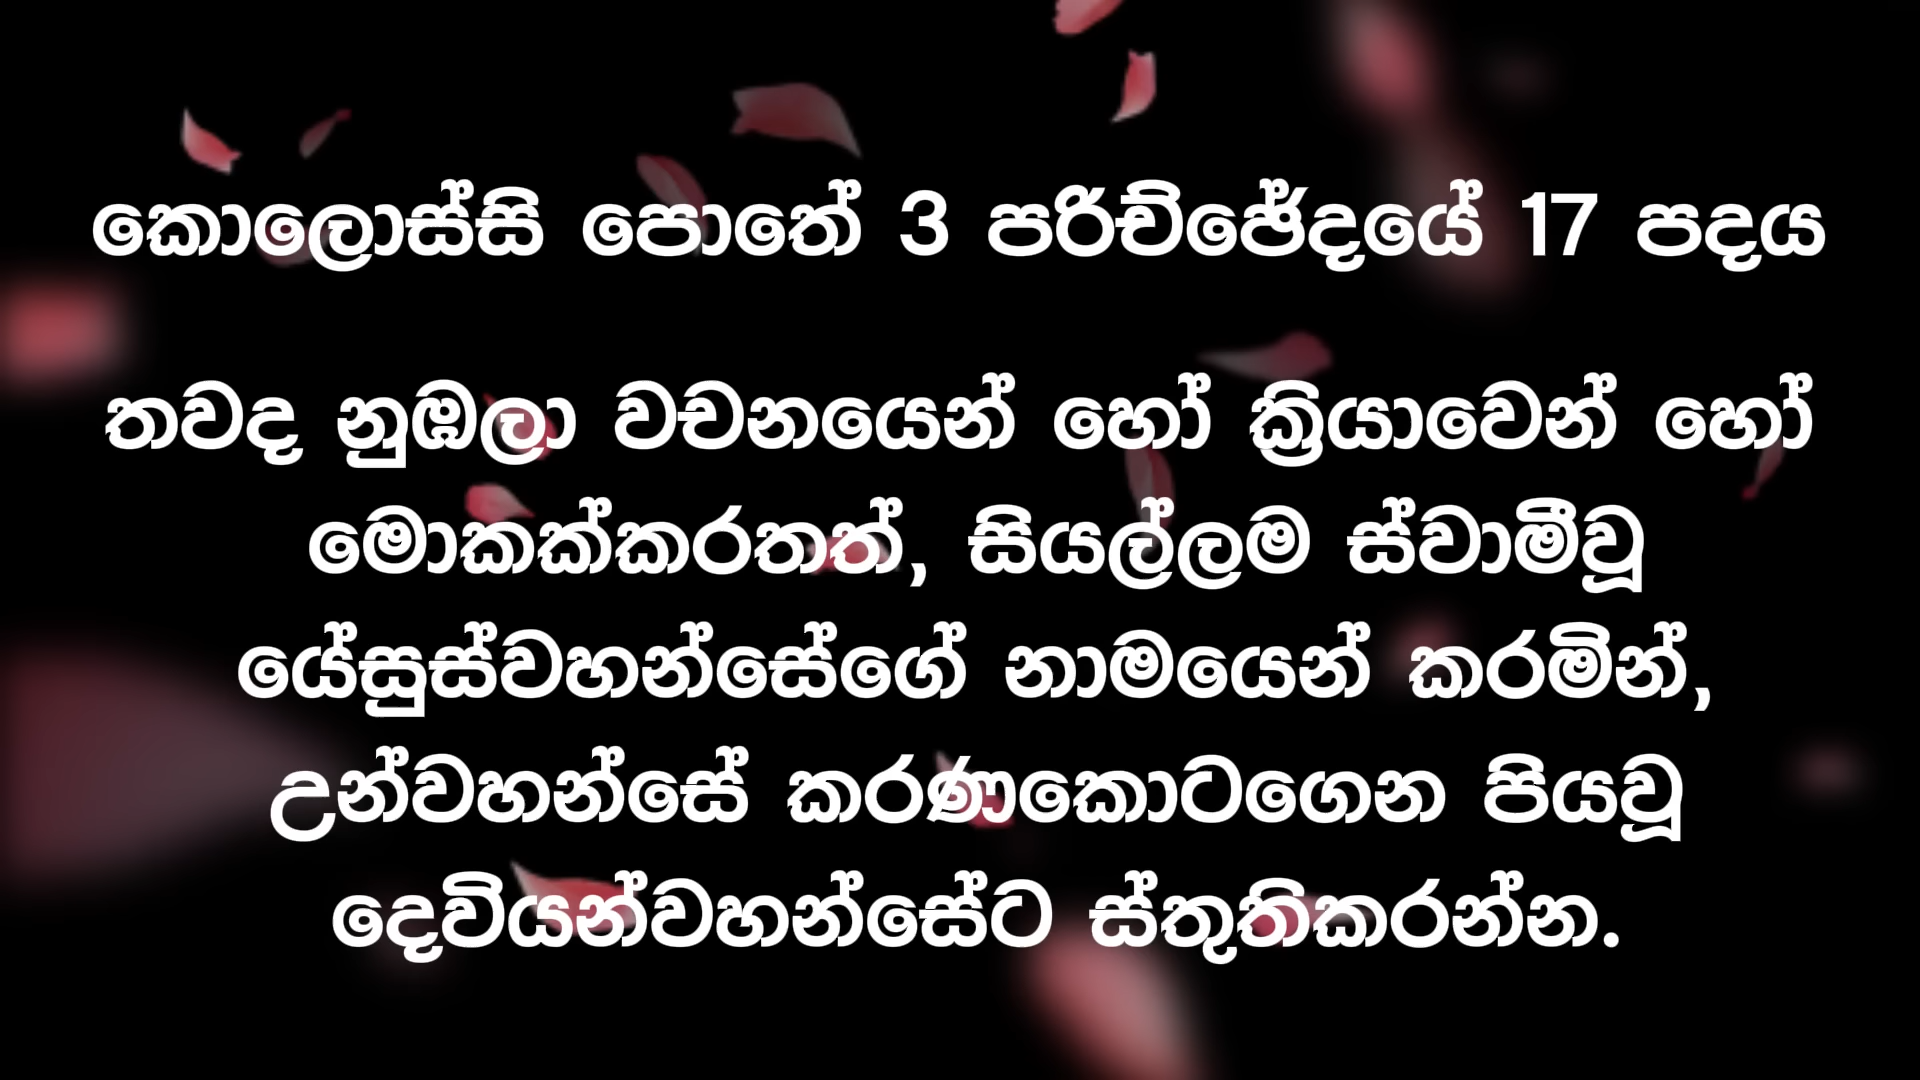 කොලොස්සි පොතේ 3 පරිච්ඡේදයේ 17 පදය
තවද නුඹලා වචනයෙන් හෝ ක්‍රියාවෙන් හෝ
මොකක්කරතත්, සියල්ලම ස්වාමීවූ
යේසුස්වහන්සේගේ නාමයෙන් කරමින්,
උන්වහන්සේ කරණකොටගෙන පියවූ
දෙවියන්වහන්සේට ස්තුතිකරන්න.